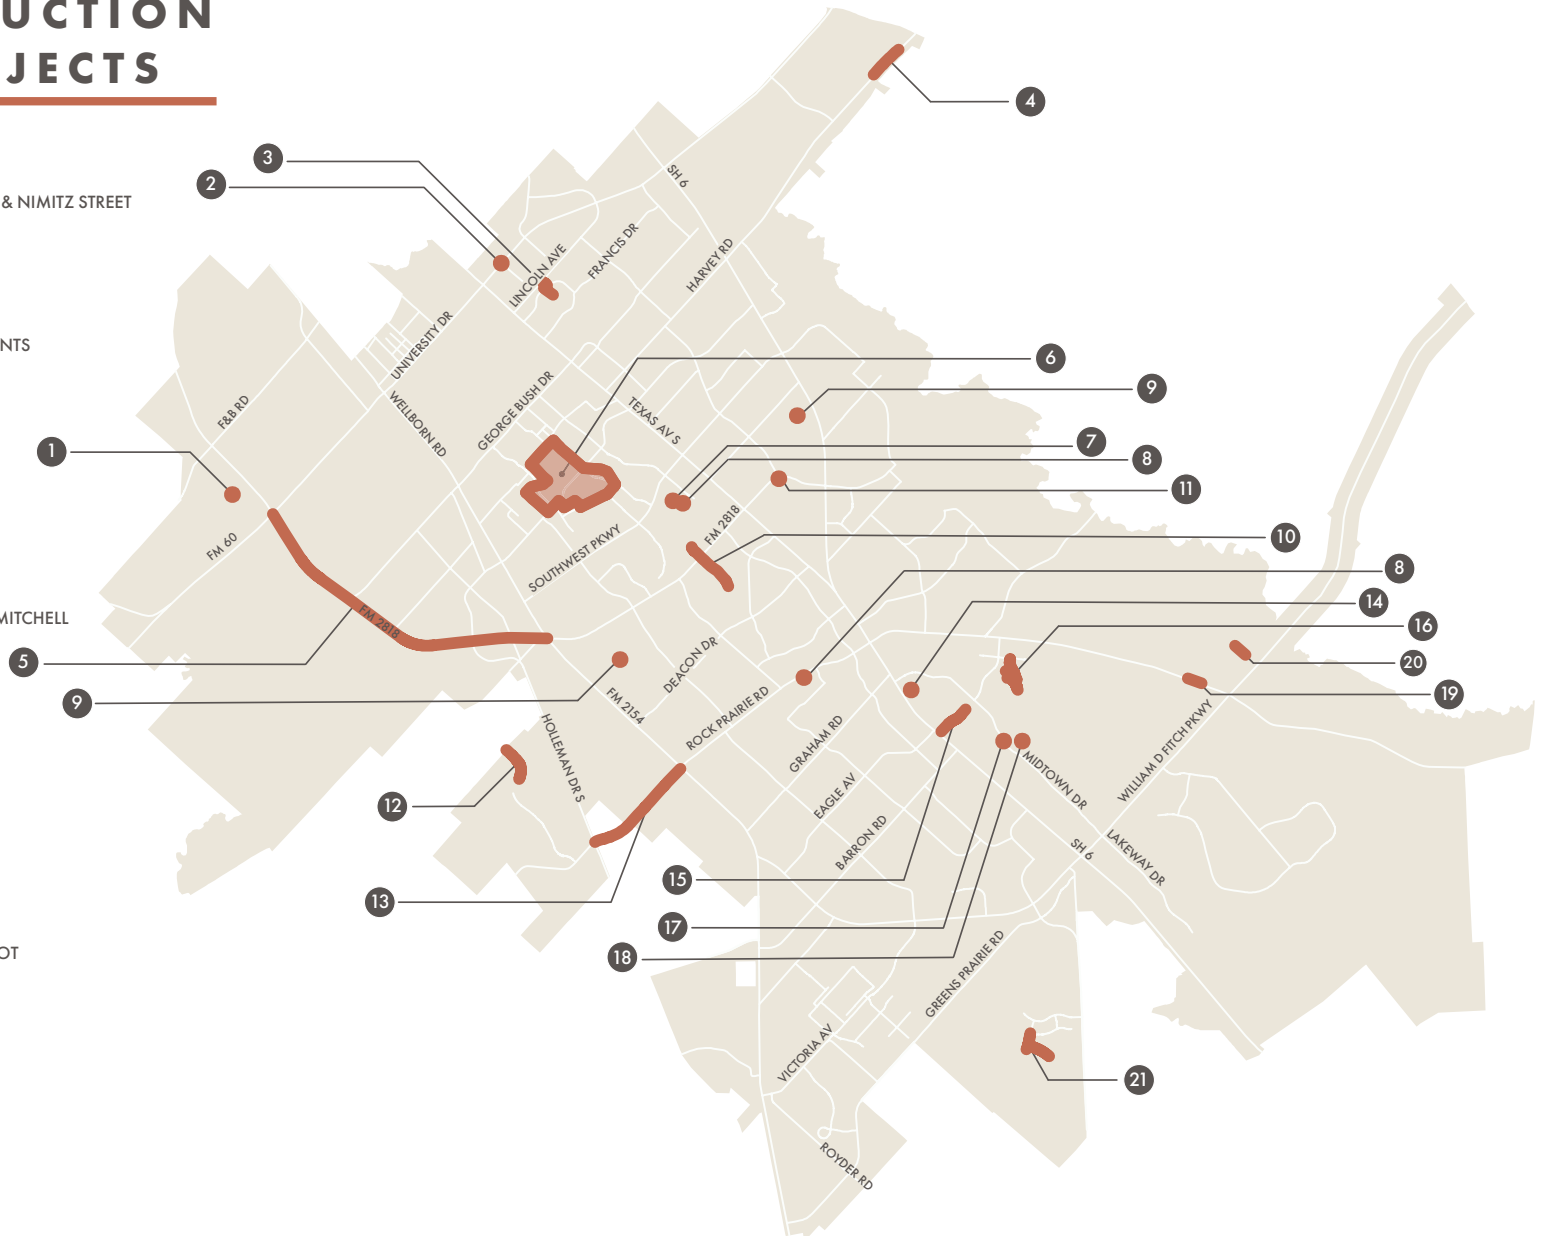 UCTION
JECTS
& NIMITZ STREET
NTS
MITCHELL
OT
4
3
2
SH 6
LINCOLN AVE
FRANCIS DR
HARVEY RD
UNIVERSITY DR
6
9
F&B RD
WELLBORN RD
GEORGE BUSH DR
TEXAS AV S
1
7
8
11
FM 60
SOUTHWEST PKWY
FM 2818
10
8
14
FM 2818
16
5
DEACON DR
20
9
FM 2154
ROCK PRAIRIE RD
19
HOLLEMAN DR S
GRAHAM RD
MIDTOWN DR
WILLIAM D FITCH PKWY
12
EAGLE AV
BARRON RD
SH 6
LAKEWAY DR
15
13
17
18
GREENS PRAIRIE RD
VICTORIA AV
21
ROYDER RD